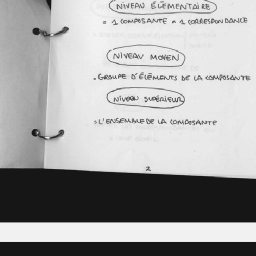 NIVEAU ÉLÉMENTAIRE
= 1 COMPOSANTE = 1 CORRESPONDANCE
NIVEAU MOYEN
. GROUPE D'ÉLÉMENTS DE LA COMPOSANTE
NIVEAU SUPÉRIEUR
= L'ENSEMBLE DE LA COMPOSANTE
2